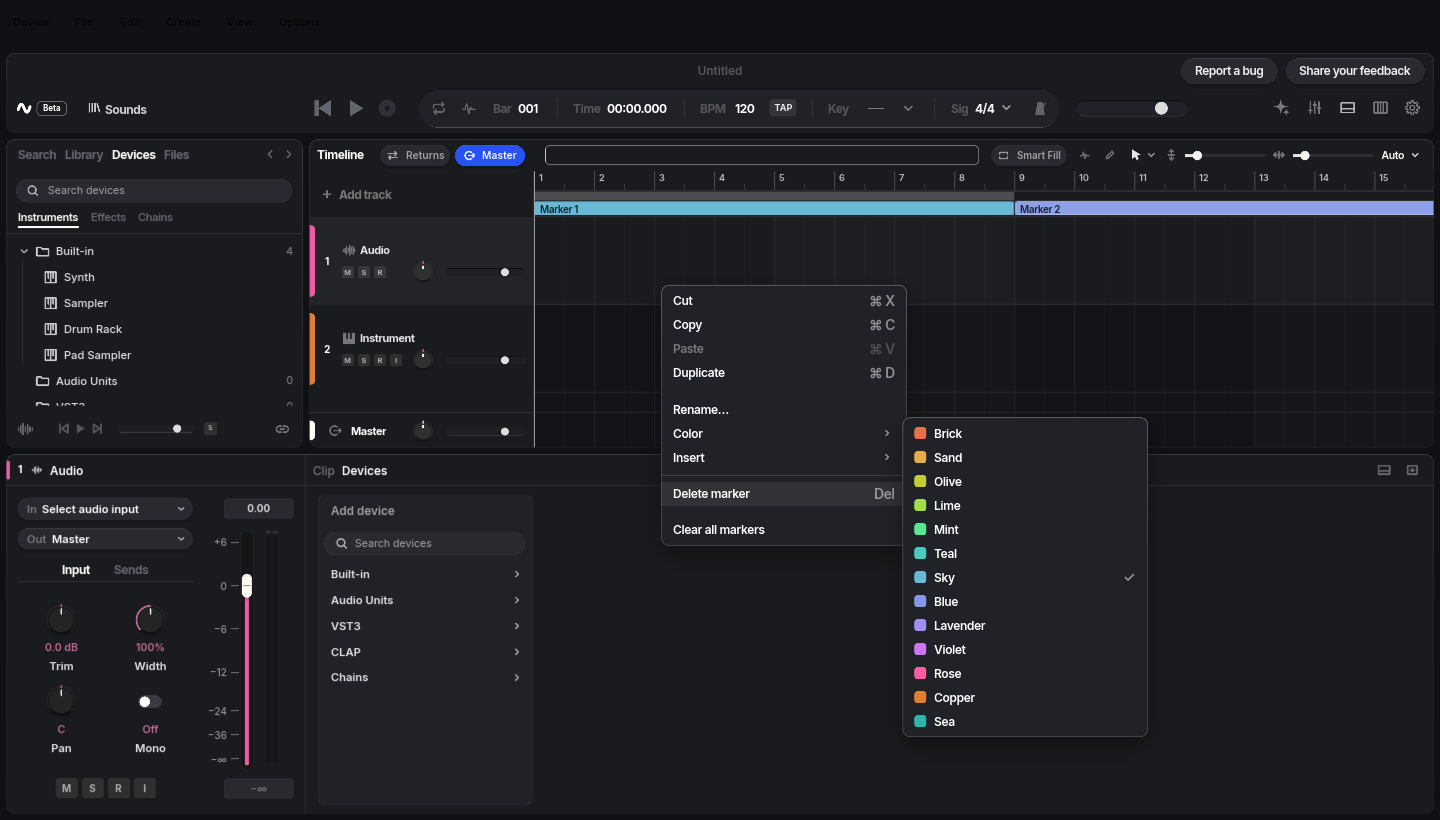 Device File Edit Create View Options
Untitled
Report a bug
Share your feedback
Beta
Sounds
Bar 001
Time 00:00.000
BPM 120 TAP
Key —
Sig 4/4
Search Library Devices Files
Search devices
Instruments Effects Chains
Built-in 4
Synth
Sampler
Drum Rack
Pad Sampler
Audio Units 0
VST3 0
S
Timeline
Returns
Master
Smart Fill
Auto
Add track
1 2 3 4 5 6 7 8 9 10 11 12 13 14 15
Marker 1
Marker 2
1 Audio
M S R
2 Instrument
M S R I
Master
Cut ⌘ X
Copy ⌘ C
Paste ⌘ V
Duplicate ⌘ D
Rename...
Color
Insert
Delete marker Del
Clear all markers
Brick
Sand
Olive
Lime
Mint
Teal
Sky
Blue
Lavender
Violet
Rose
Copper
Sea
1 Audio
In Select audio input
Out Master
Input Sends
0.0 dB
Trim
100%
Width
C
Pan
Off
Mono
M S R I
0.00
+6
0
−6
−12
−24
−36
−∞
−∞
Clip Devices
Add device
Search devices
Built-in
Audio Units
VST3
CLAP
Chains